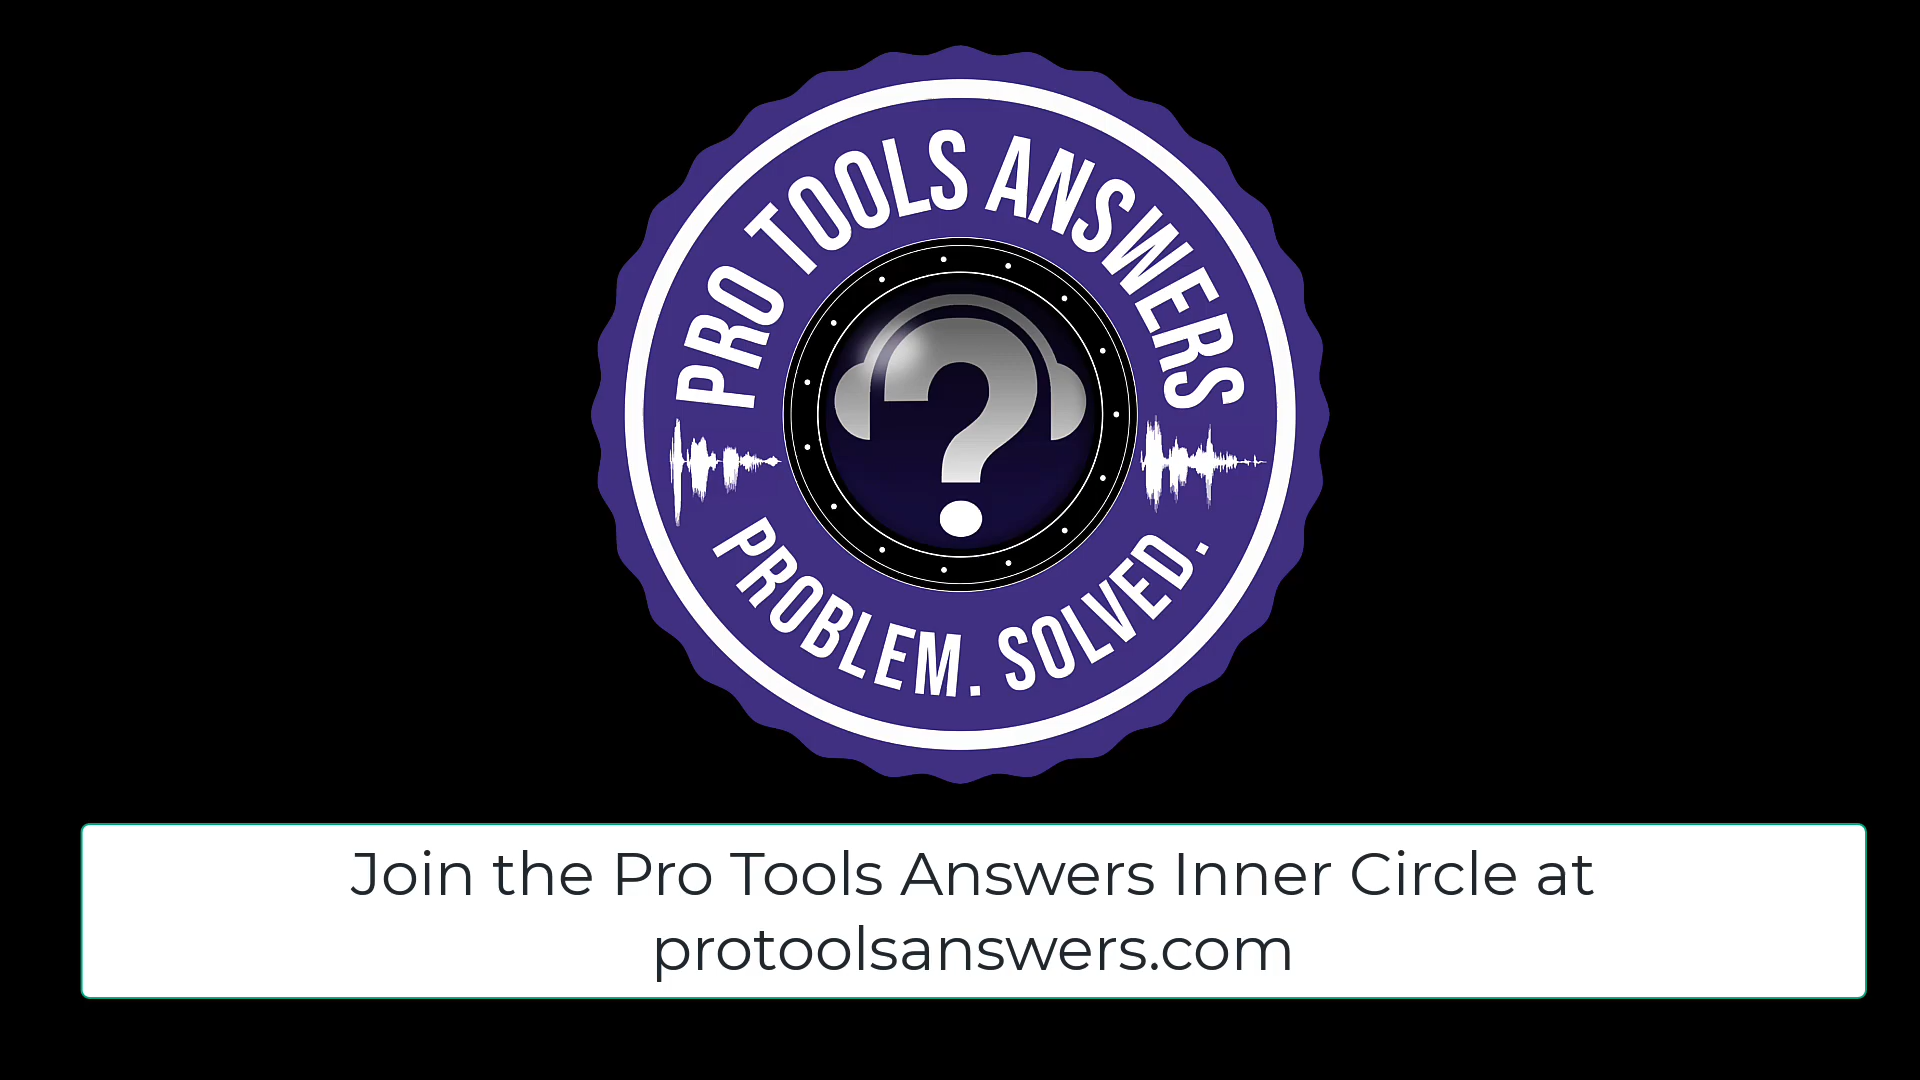 PRO TOOLS ANSWERS
?
PROBLEM. SOLVED.
Join the Pro Tools Answers Inner Circle at
protoolsanswers.com